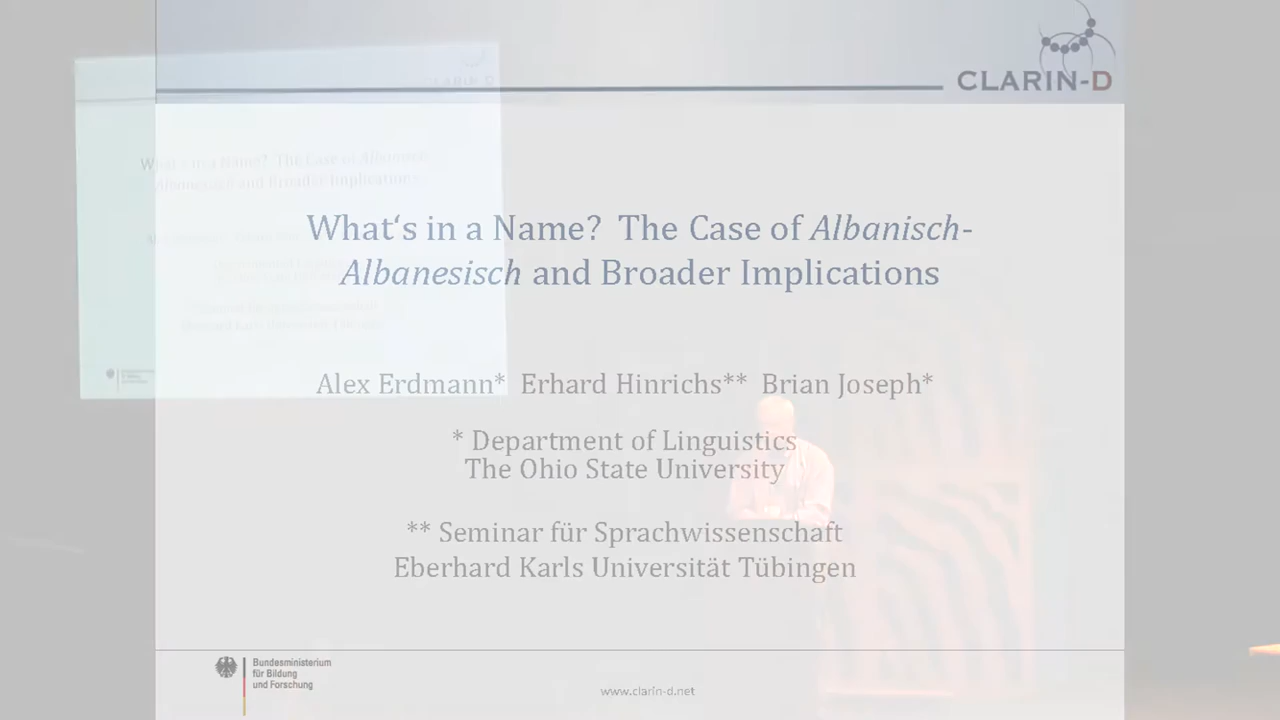 CLARIN-D
What‘s in a Name? The Case of Albanisch-
Albanesisch and Broader Implications
Alex Erdmann* Erhard Hinrichs** Brian Joseph*
* Department of Linguistics
The Ohio State University
** Seminar für Sprachwissenschaft
Eberhard Karls Universität Tübingen
Bundesministerium
für Bildung
und Forschung
www.clarin-d.net